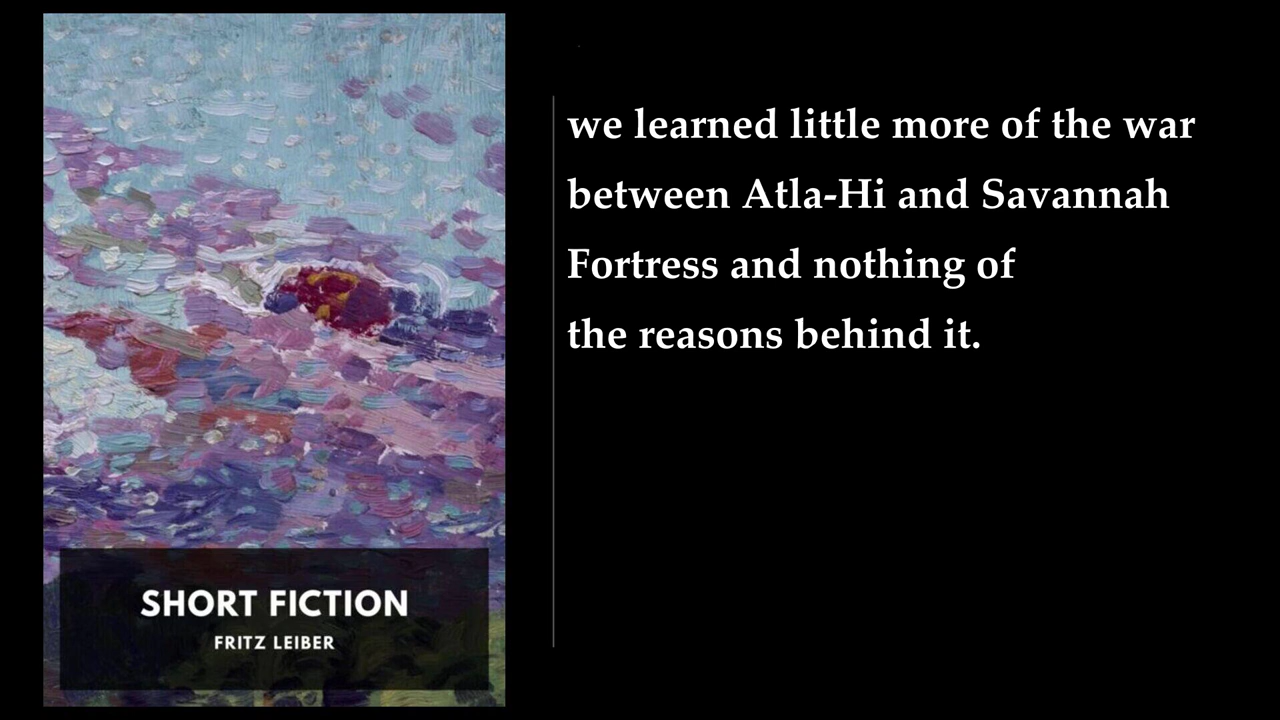 we learned little more of the war
between Atla-Hi and Savannah
Fortress and nothing of
the reasons behind it.
SHORT FICTION
FRITZ LEIBER